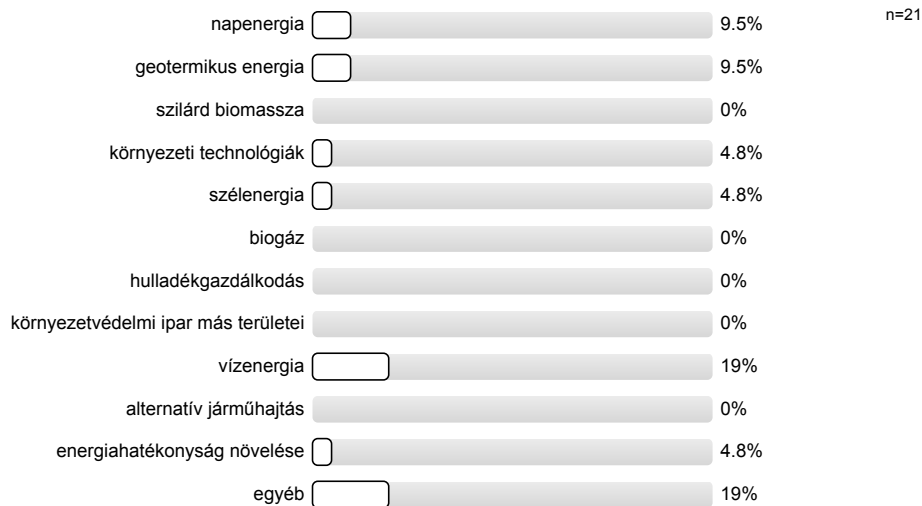 napenergia 9.5% n=21
geotermikus energia 9.5%
szilárd biomassza 0%
környezeti technológiák 4.8%
szélenergia 4.8%
biogáz 0%
hulladékgazdálkodás 0%
környezetvédelmi ipar más területei 0%
vízenergia 19%
alternatív járműhajtás 0%
energiahatékonyság növelése 4.8%
egyéb 19%